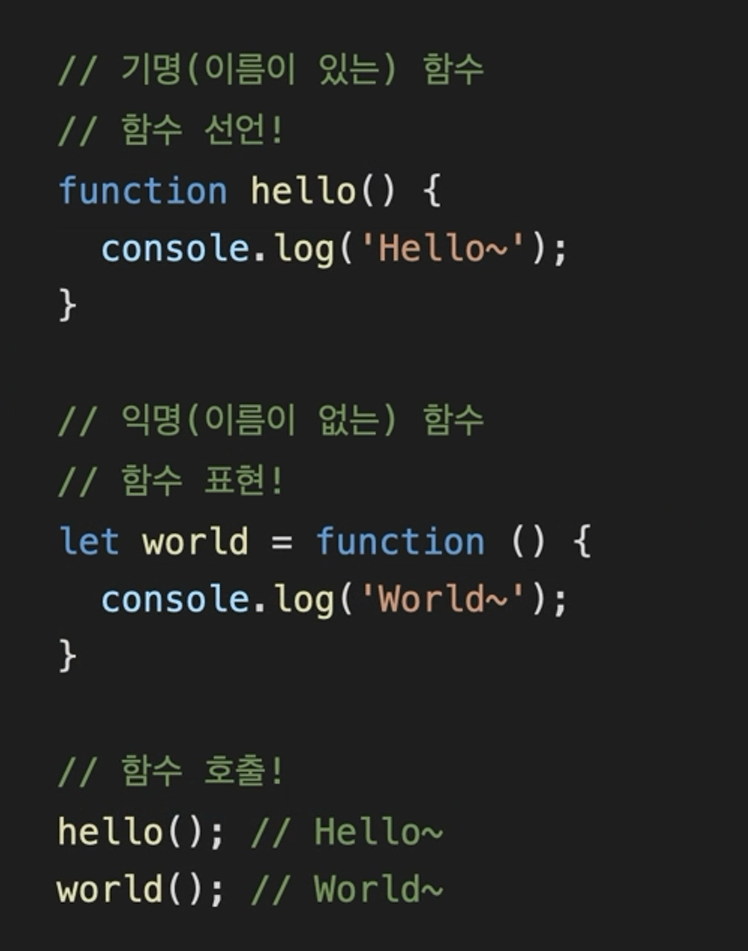 // 기명(이름이 있는) 함수
// 함수 선언!
function hello() {
  console.log('Hello~');
}
// 익명(이름이 없는) 함수
// 함수 표현!
let world = function () {
  console.log('World~');
}
// 함수 호출!
hello(); // Hello~
world(); // World~